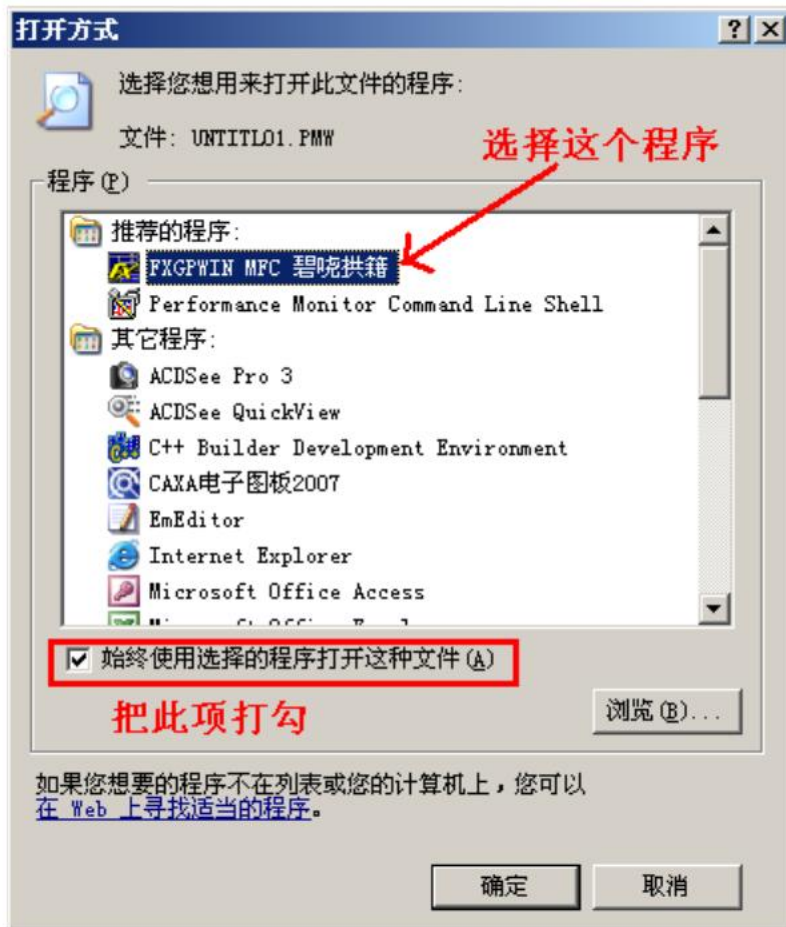 打开方式
选择您想用来打开此文件的程序:
文件: UNTITL01.PMW
选择这个程序
程序(P)
推荐的程序:
FXGPWIN MFC 碧晓拱籍
Performance Monitor Command Line Shell
其它程序:
ACDSee Pro 3
ACDSee QuickView
C++ Builder Development Environment
CAXA电子图板2007
EmEditor
Internet Explorer
Microsoft Office Access
始终使用选择的程序打开这种文件(A)
把此项打勾
浏览(B)...
如果您想要的程序不在列表或您的计算机上，您可以
在 Web 上寻找适当的程序。
确定
取消